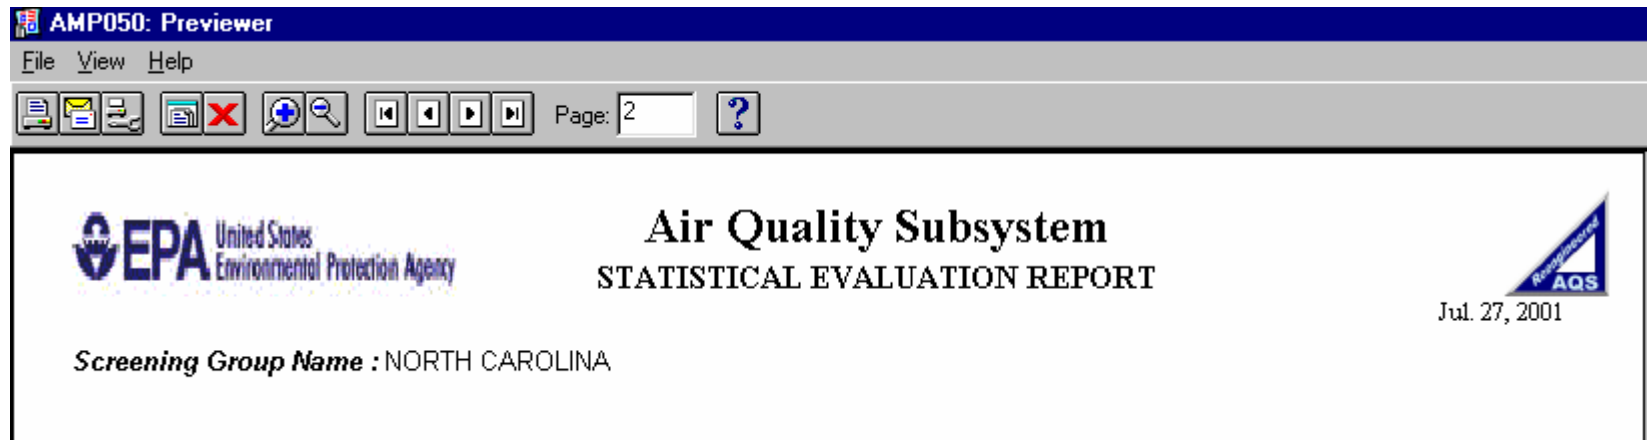 AMP050: Previewer
File View Help
Page: 2 ?
EPA United States
Environmental Protection Agency
Air Quality Subsystem
STATISTICAL EVALUATION REPORT
Reengineered
AQS
Jul. 27, 2001
Screening Group Name : NORTH CAROLINA